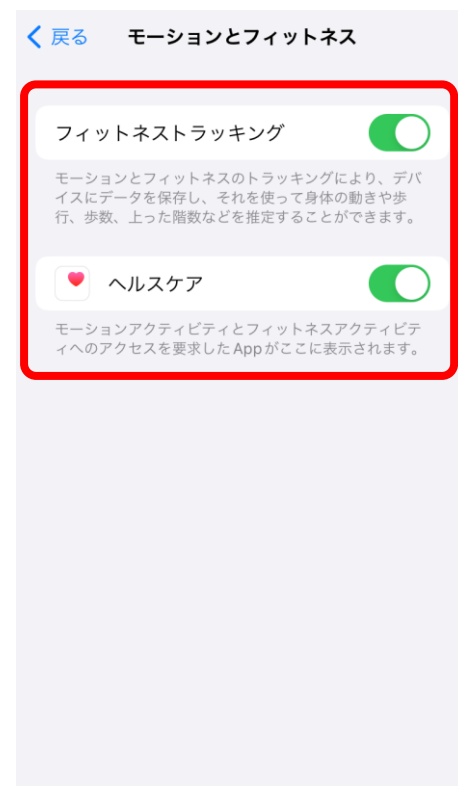 戻る モーションとフィットネス
フィットネストラッキング
モーションとフィットネスのトラッキングにより、デバ
イスにデータを保存し、それを使って身体の動きや歩
行、歩数、上った階数などを推定することができます。
ヘルスケア
モーションアクティビティとフィットネスアクティビテ
ィへのアクセスを要求したAppがここに表示されます。